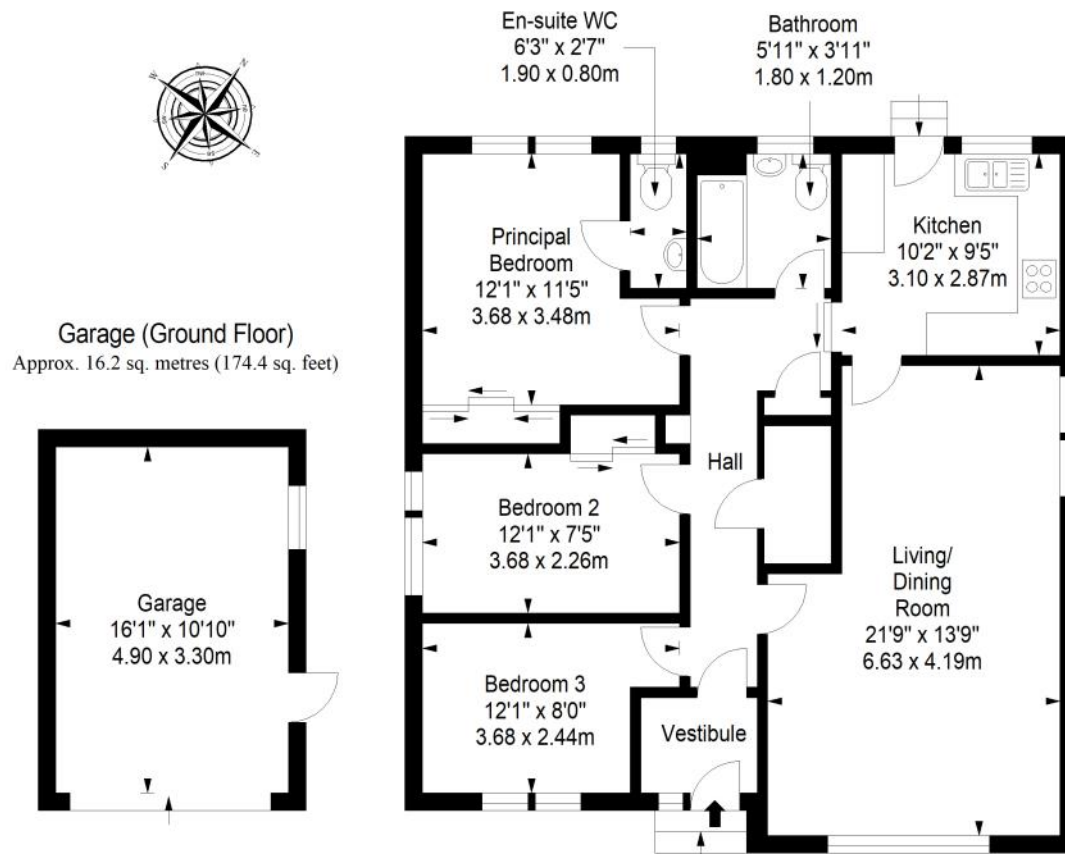 En-suite WC
6'3" x 2'7"
1.90 x 0.80m
Bathroom
5'11" x 3'11"
1.80 x 1.20m
N
E
S
W
Principal
Bedroom
12'1" x 11'5"
3.68 x 3.48m
Kitchen
10'2" x 9'5"
3.10 x 2.87m
Garage (Ground Floor)
Approx. 16.2 sq. metres (174.4 sq. feet)
Hall
Bedroom 2
12'1" x 7'5"
3.68 x 2.26m
Living/
Dining
Room
21'9" x 13'9"
6.63 x 4.19m
Garage
16'1" x 10'10"
4.90 x 3.30m
Bedroom 3
12'1" x 8'0"
3.68 x 2.44m
Vestibule